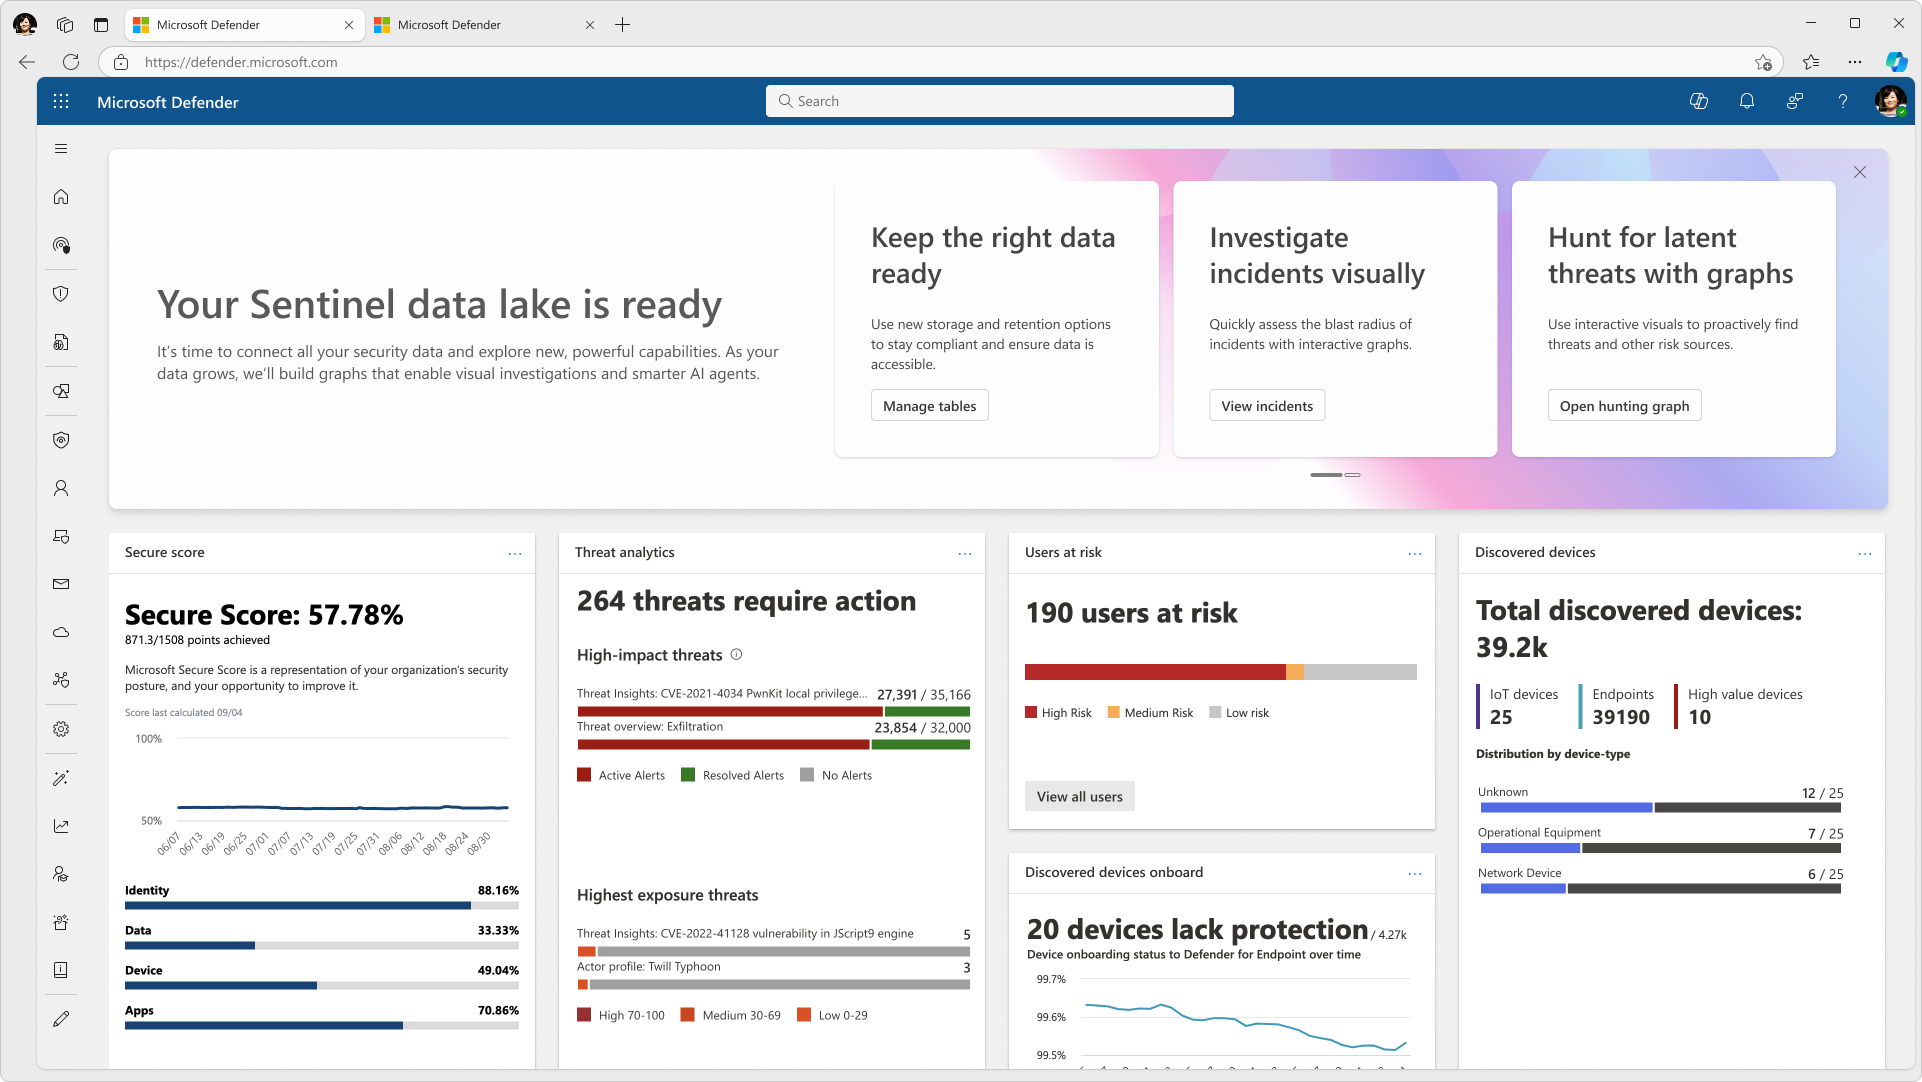 Microsoft Defender
Microsoft Defender
https://defender.microsoft.com
Microsoft Defender
Search
Your Sentinel data lake is ready
It's time to connect all your security data and explore new, powerful capabilities. As your
data grows, we'll build graphs that enable visual investigations and smarter AI agents.
Keep the right data
ready
Use new storage and retention options
to stay compliant and ensure data is
accessible.
Manage tables
Investigate
incidents visually
Quickly assess the blast radius of
incidents with interactive graphs.
View incidents
Hunt for latent
threats with graphs
Use interactive visuals to proactively find
threats and other risk sources.
Open hunting graph
Secure score
Secure Score: 57.78%
871.3/1508 points achieved
Microsoft Secure Score is a representation of your organization's security
posture, and your opportunity to improve it.
Score last calculated 09/04
100%
50%
06/07 06/13 06/19 06/25 07/01 07/07 07/13 07/19 07/25 07/31 08/06 08/12 08/18 08/24 08/30
Identity 88.16%
Data 33.33%
Device 49.04%
Apps 70.86%
Threat analytics
264 threats require action
High-impact threats
Threat Insights: CVE-2021-4034 PwnKit local privilege... 27,391 / 35,166
Threat overview: Exfiltration 23,854 / 32,000
Active Alerts Resolved Alerts No Alerts
Highest exposure threats
Threat Insights: CVE-2022-41128 vulnerability in JScript9 engine 5
Actor profile: Twill Typhoon 3
High 70-100 Medium 30-69 Low 0-29
Users at risk
190 users at risk
High Risk Medium Risk Low risk
View all users
Discovered devices onboard
20 devices lack protection / 4.27k
Device onboarding status to Defender for Endpoint over time
99.7%
99.6%
99.5%
Discovered devices
Total discovered devices:
39.2k
IoT devices Endpoints High value devices
25 39190 10
Distribution by device-type
Unknown 12 / 25
Operational Equipment 7 / 25
Network Device 6 / 25